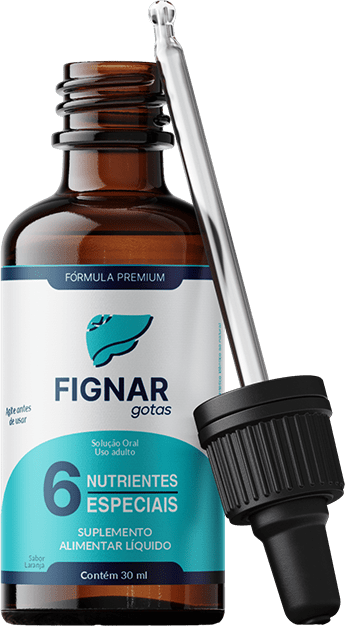 FÓRMULA PREMIUM
FIGNAR
gotas
Agite antes
de usar
Solução Oral
Uso adulto
6 NUTRIENTES
ESPECIAIS
SUPLEMENTO
ALIMENTAR LÍQUIDO
Sabor
Laranja
Contém 30 ml